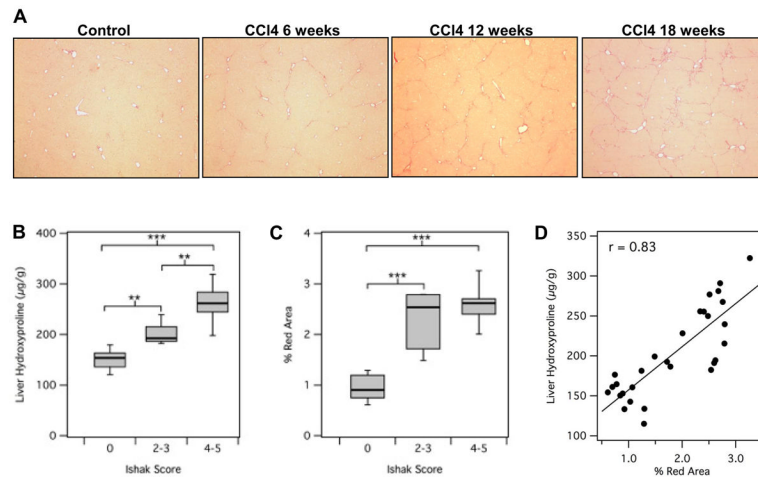 A
Control
CCl4 6 weeks
CCl4 12 weeks
CCl4 18 weeks
B
400
300
200
100
0
Liver Hydroxyproline (µg/g)
***
**
**
0
2-3
4-5
Ishak Score
C
4
3
2
1
0
% Red Area
***
***
0
2-3
4-5
Ishak Score
D
r = 0.83
350
300
250
200
150
100
Liver Hydroxyproline (µg/g)
1.0
2.0
3.0
% Red Area